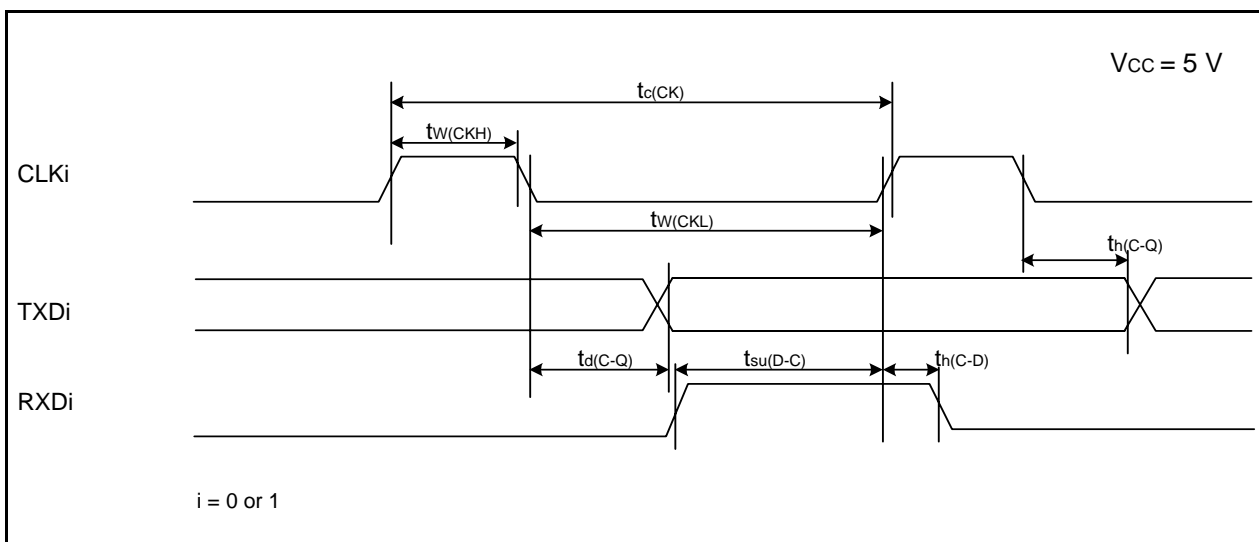 VCC = 5 V
tc(CK)
tW(CKH)
CLKi
tW(CKL)
th(C-Q)
TXDi
td(C-Q)
tsu(D-C)
th(C-D)
RXDi
i = 0 or 1